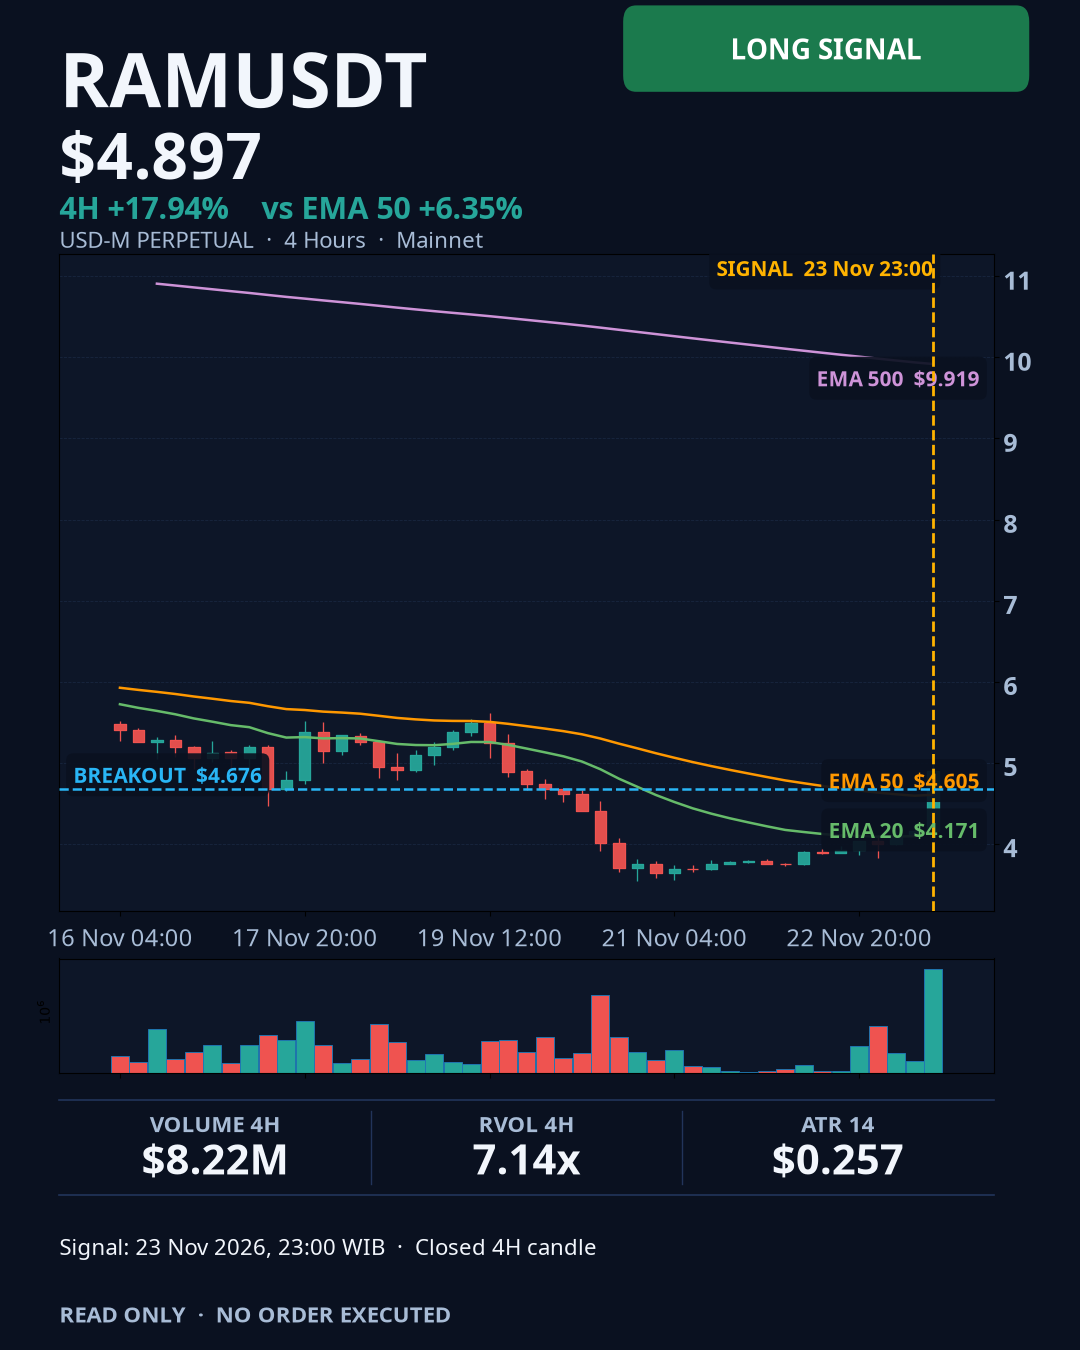 LONG SIGNAL
RAMUSDT
$4.897
4H +17.94% vs EMA 50 +6.35%
USD-M PERPETUAL · 4 Hours · Mainnet
SIGNAL 23 Nov 23:00
11
10
EMA 500 $9.919
9
8
7
6
5
BREAKOUT $4.676
EMA 50 $4.605
EMA 20 $4.171
4
16 Nov 04:00 17 Nov 20:00 19 Nov 12:00 21 Nov 04:00 22 Nov 20:00
10⁶
VOLUME 4H RVOL 4H ATR 14
$8.22M 7.14x $0.257
Signal: 23 Nov 2026, 23:00 WIB · Closed 4H candle
READ ONLY · NO ORDER EXECUTED